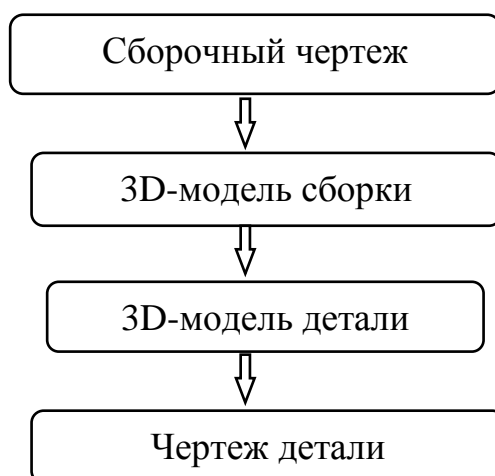 Сборочный чертеж
3D-модель сборки
3D-модель детали
Чертеж детали